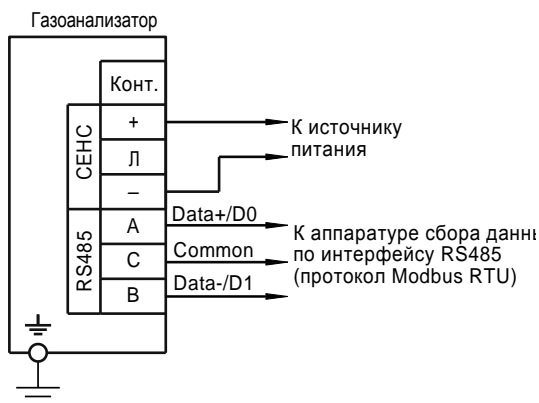 Газоанализатор
Конт.
СЕНС
+
Л
–
К источнику
питания
RS485
A
C
B
Data+/D0
Common
Data-/D1
К аппаратуре сбора данны
по интерфейсу RS485
(протокол Modbus RTU)